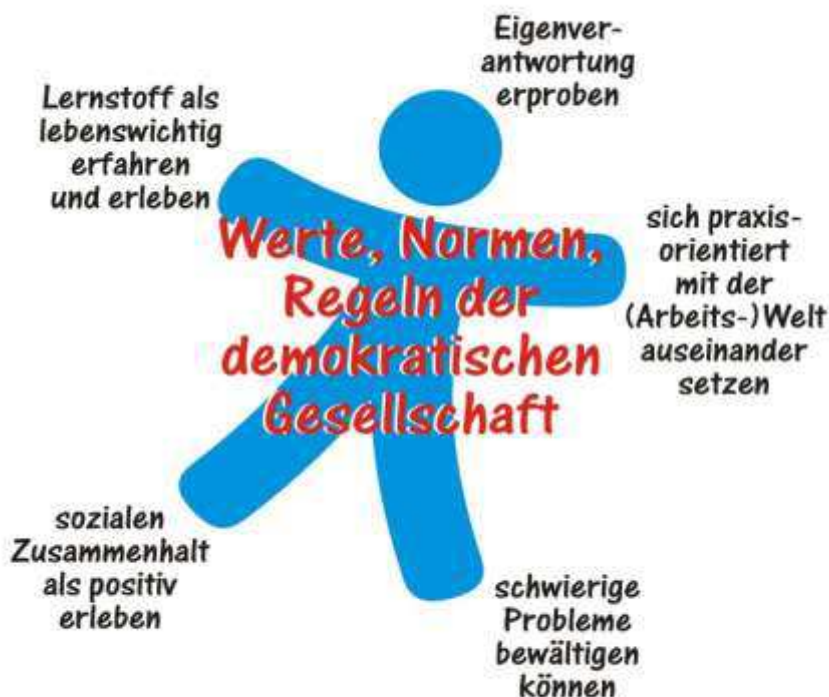 Eigenver-
antwortung
erproben
Lernstoff als
lebenswichtig
erfahren
und erleben
sich praxis-
orientiert
mit der
(Arbeits-)Welt
auseinander
setzen
Werte, Normen,
Regeln der
demokratischen
Gesellschaft
sozialen
Zusammenhalt
als positiv
erleben
schwierige
Probleme
bewältigen
können